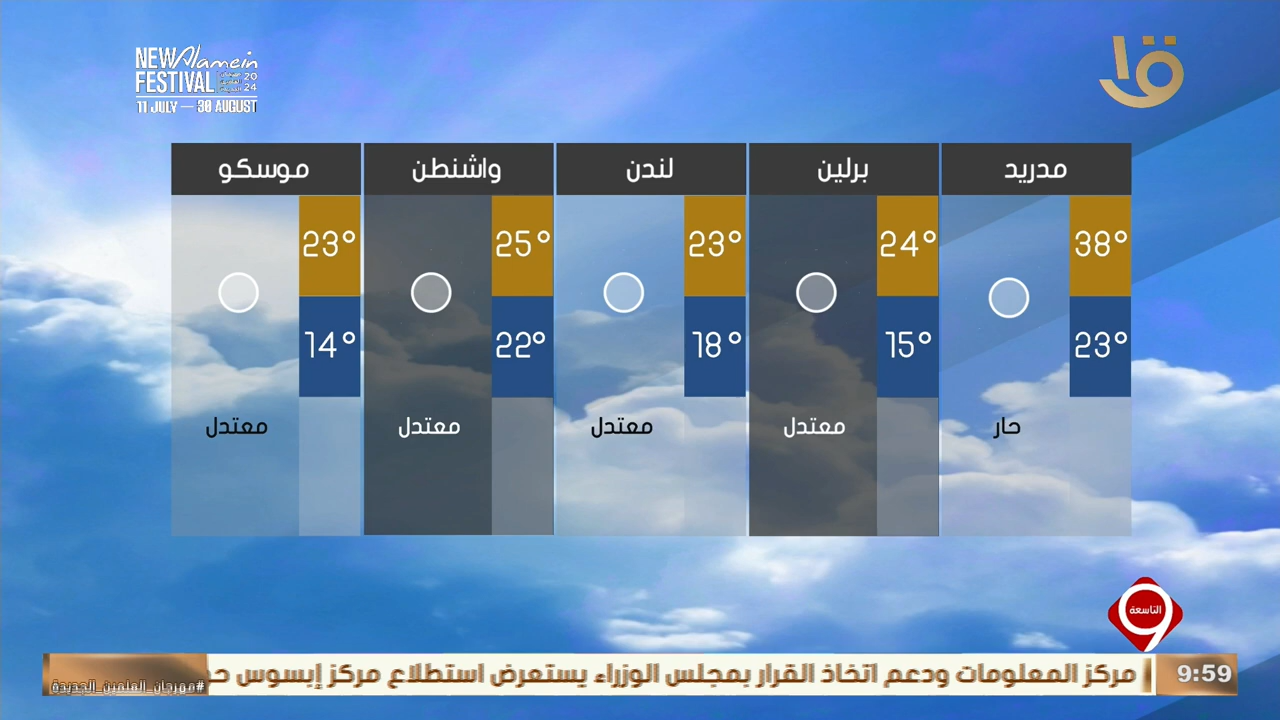 NEW Alamein
FESTIVAL 20
24
11 JULY — 30 AUGUST
مدريد
38°
23°
حار
برلين
24°
15°
معتدل
لندن
23°
18°
معتدل
واشنطن
25°
22°
معتدل
موسكو
23°
14°
معتدل
التاسعة
9
9:59
مركز المعلومات ودعم اتخاذ القرار بمجلس الوزراء يستعرض استطلاع مركز إبسوس حـ
#مهرجان_العلمين_الجديدة